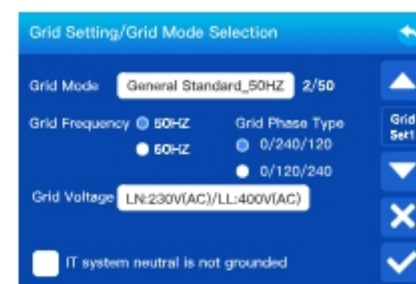 Grid Setting/Grid Mode Selection
Grid Mode General Standard_50HZ 2/50
Grid Frequency 50HZ Grid Phase Type
60HZ 0/240/120
0/120/240
Grid Voltage LN:230V(AC)/LL:400V(AC)
IT system neutral is not grounded
Grid
Set1